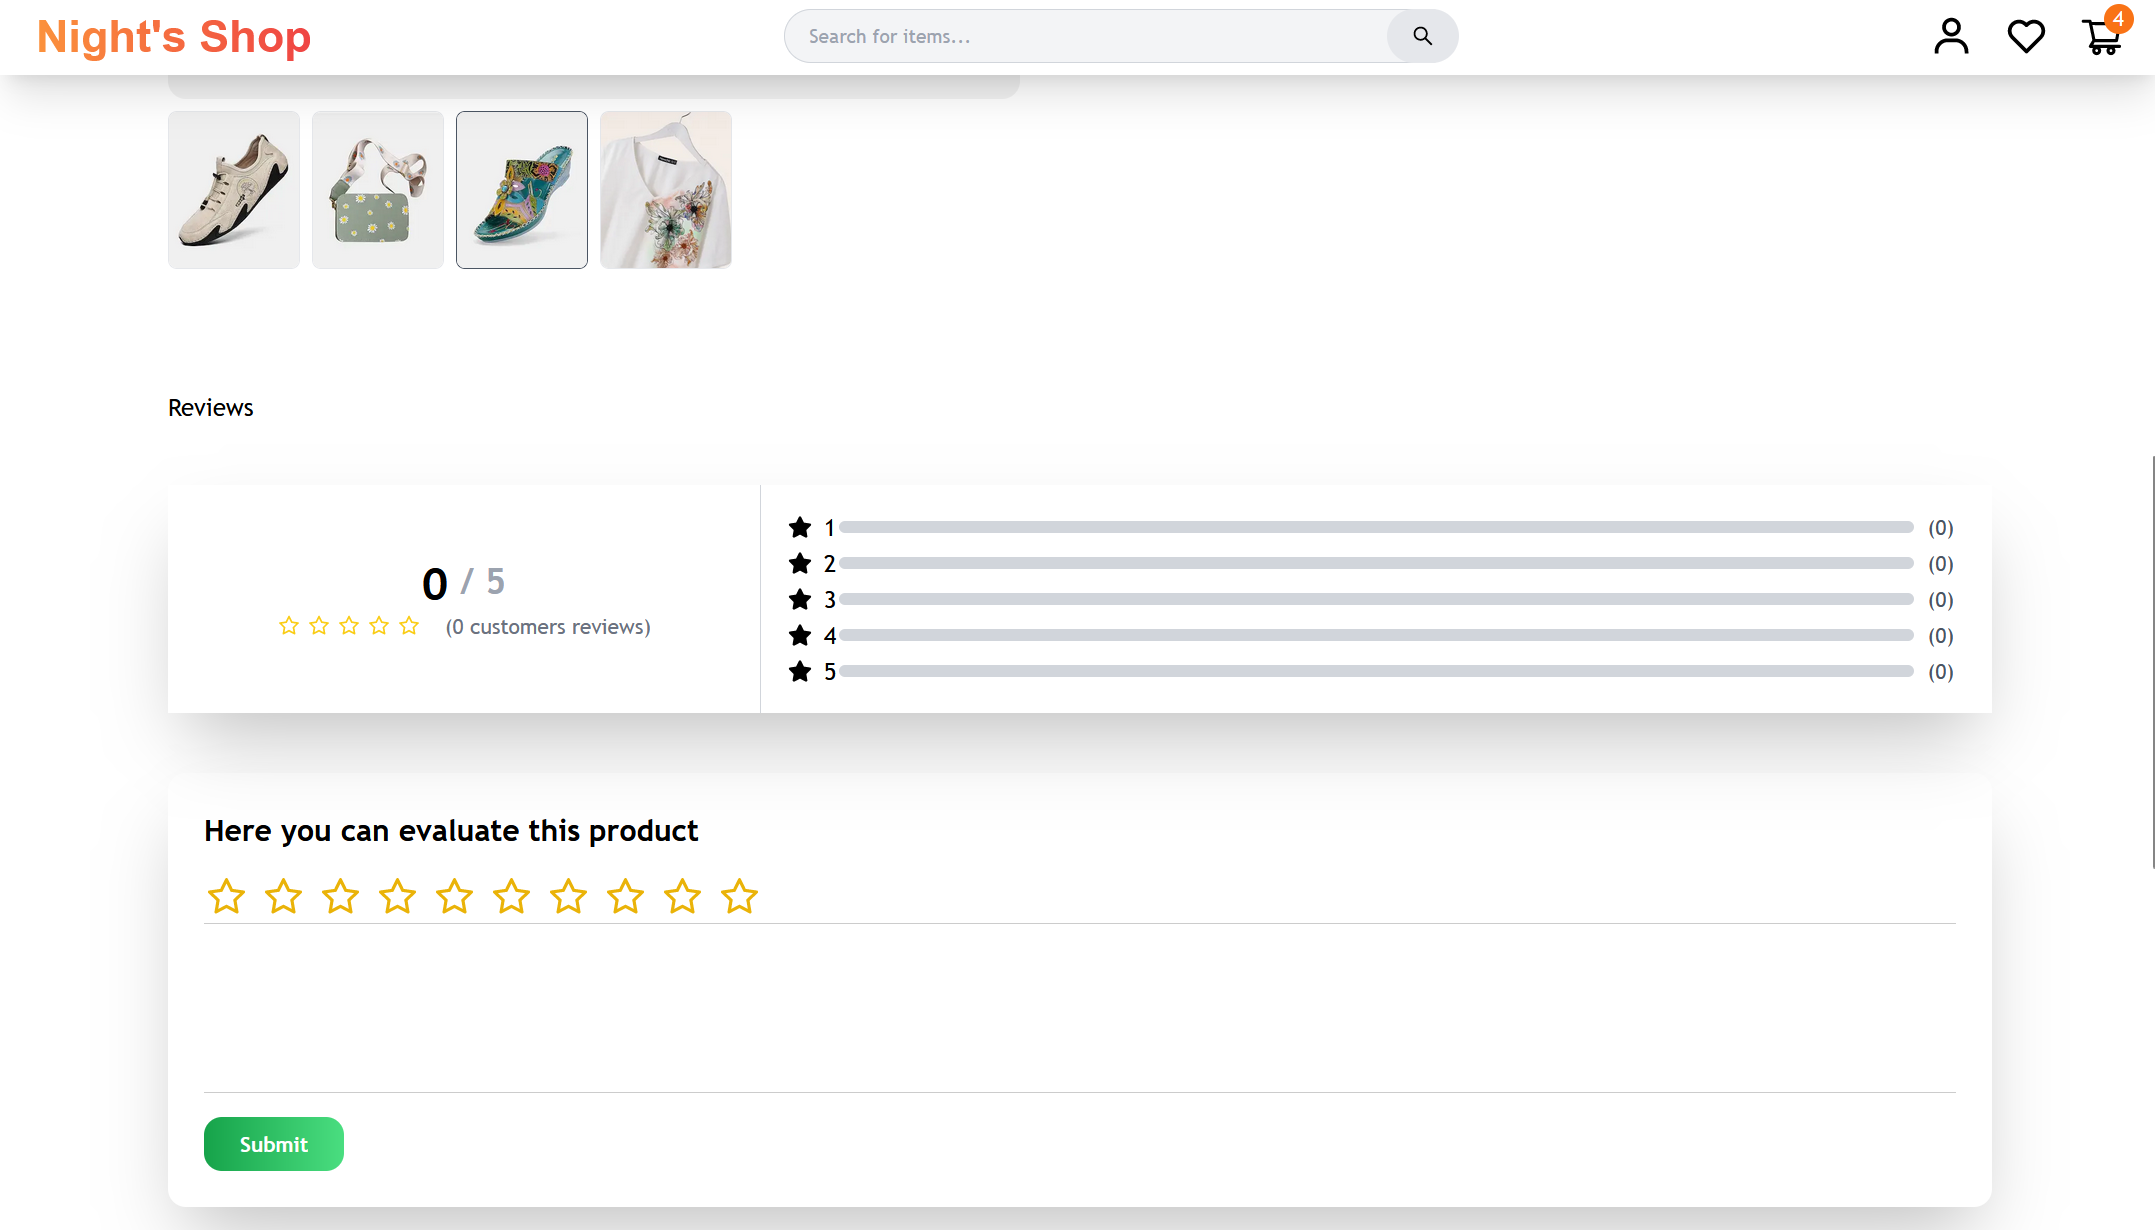 Night's Shop
Search for items...
4
Reviews
0 / 5
(0 customers reviews)
1 (0)
2 (0)
3 (0)
4 (0)
5 (0)
Here you can evaluate this product
Submit